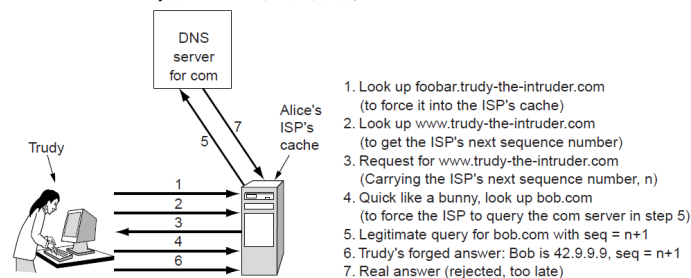 DNS
server
for com
Alice's
ISP's
cache
Trudy
5
7
1
2
3
4
6
1. Look up foobar.trudy-the-intruder.com
(to force it into the ISP's cache)
2. Look up www.trudy-the-intruder.com
(to get the ISP's next sequence number)
3. Request for www.trudy-the-intruder.com
(Carrying the ISP's next sequence number, n)
4. Quick like a bunny, look up bob.com
(to force the ISP to query the com server in step 5)
5. Legitimate query for bob.com with seq = n+1
6. Trudy's forged answer: Bob is 42.9.9.9, seq = n+1
7. Real answer (rejected, too late)